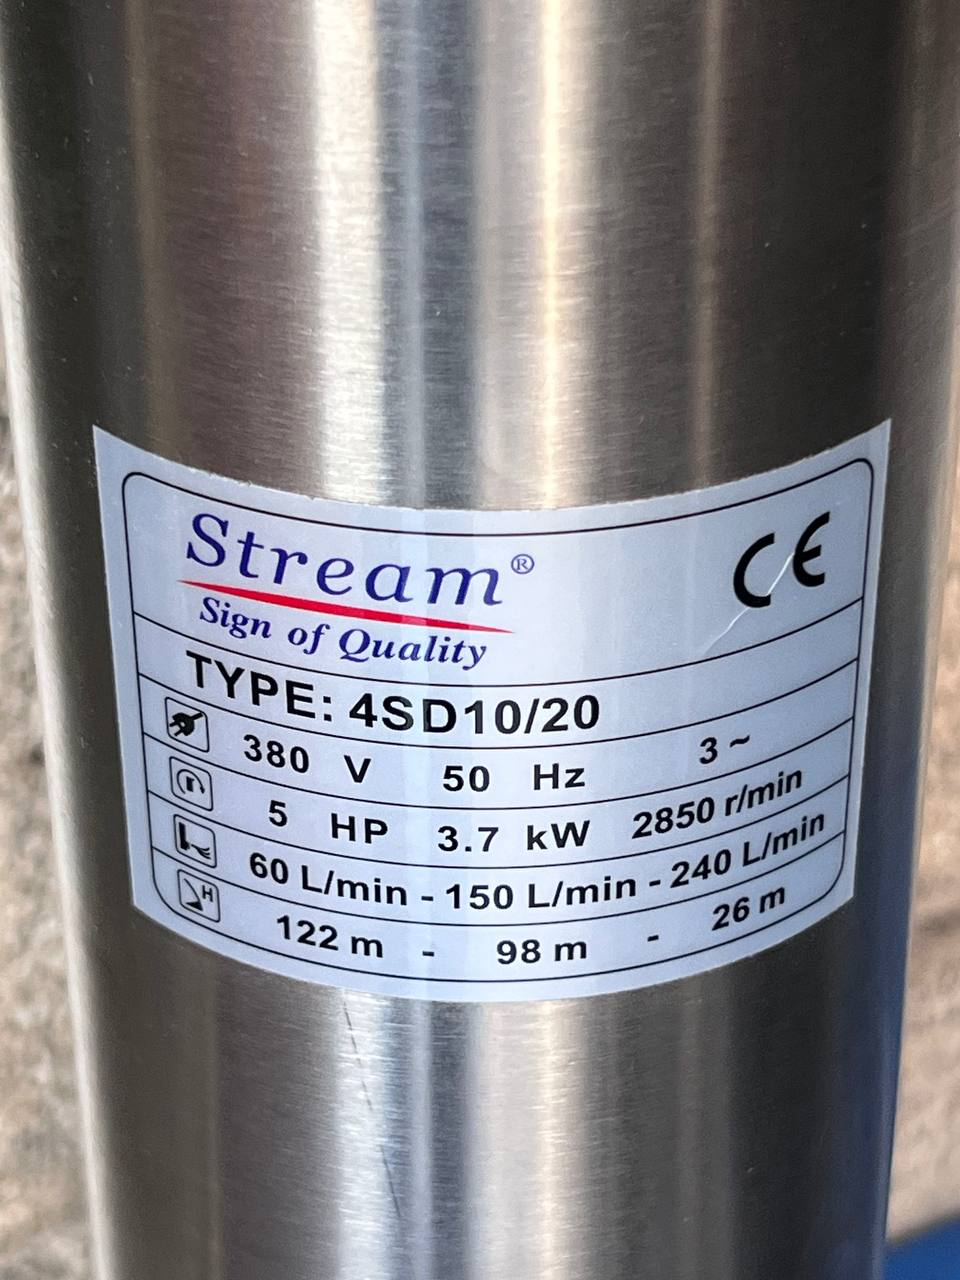 Stream®
CE
Sign of Quality
TYPE: 4SD10/20
380 V 50 Hz 3 ~
5 HP 3.7 kW 2850 r/min
60 L/min - 150 L/min - 240 L/min
H
122 m - 98 m - 26 m